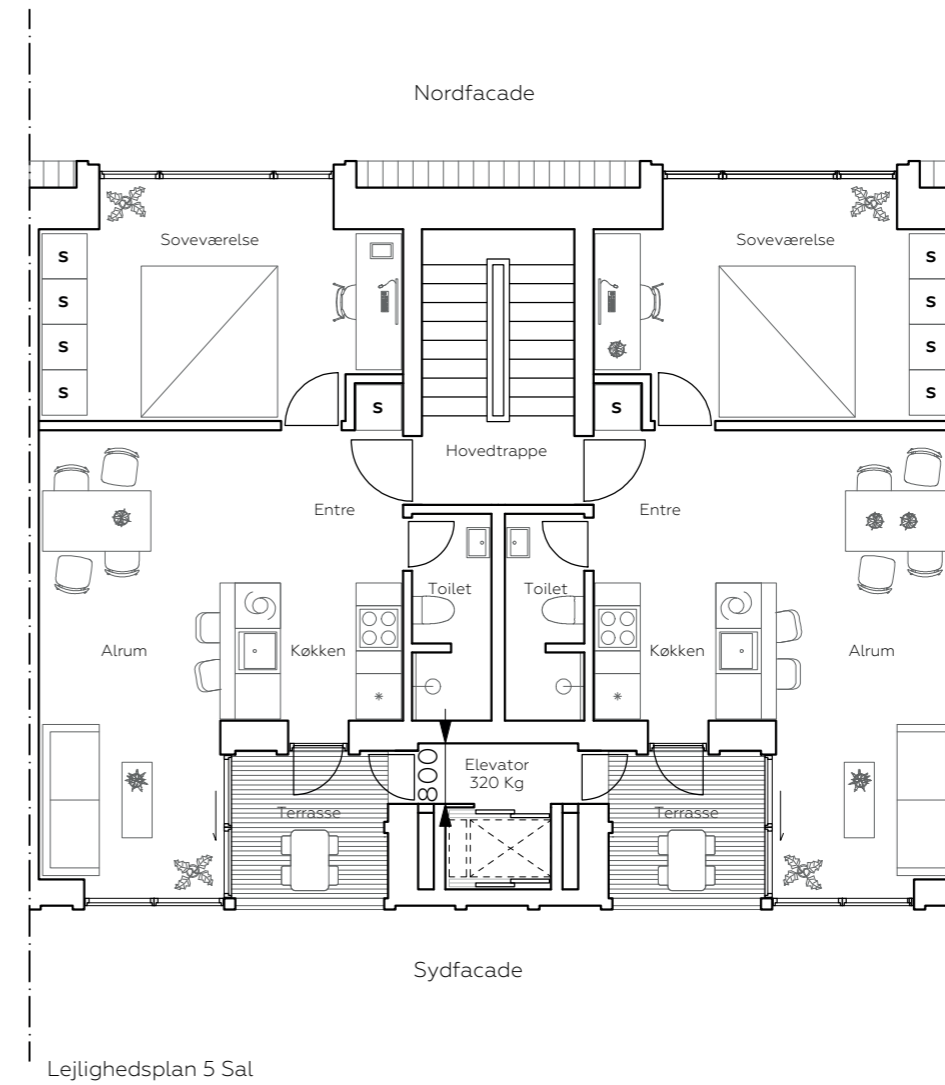 Nordfacade
Soveværelse
Soveværelse
S
S
S
S
S
S
S
S
S
S
Hovedtrappe
Entre
Entre
Toilet
Toilet
Alrum
Køkken
Køkken
Alrum
800
Elevator
320 Kg
Terrasse
Terrasse
Sydfacade
Lejlighedsplan 5 Sal